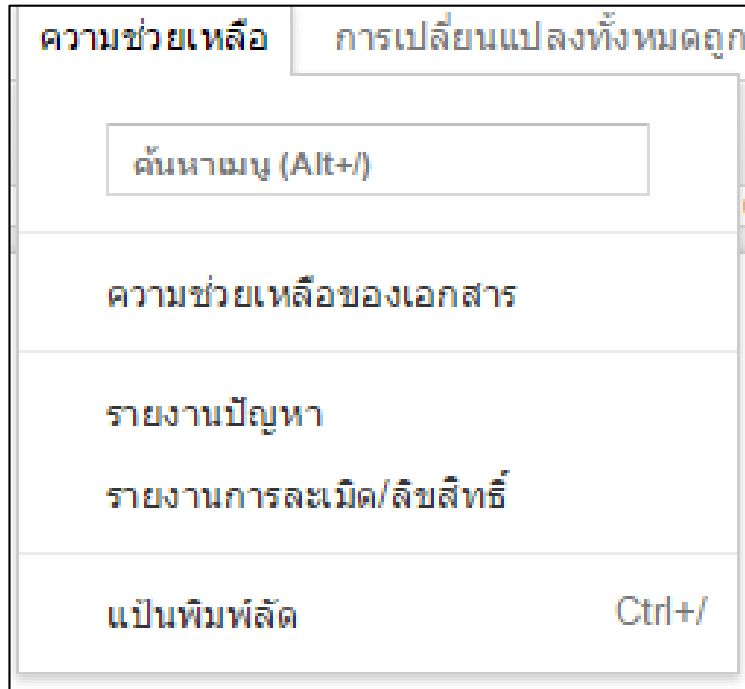 ความช่วยเหลือ การเปลี่ยนแปลงทั้งหมดถูก
ค้นหาเมนู (Alt+/)
ความช่วยเหลือของเอกสาร
รายงานปัญหา
รายงานการละเมิด/ลิขสิทธิ์
แป้นพิมพ์ลัด Ctrl+/